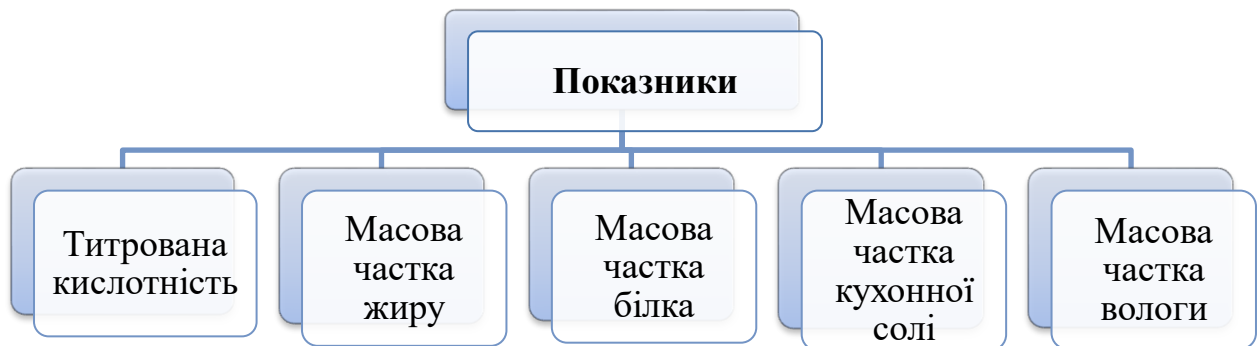 Показники
Титрована
кислотність
Масова
частка
жиру
Масова
частка
білка
Масова
частка
кухонної
солі
Масова
частка
вологи